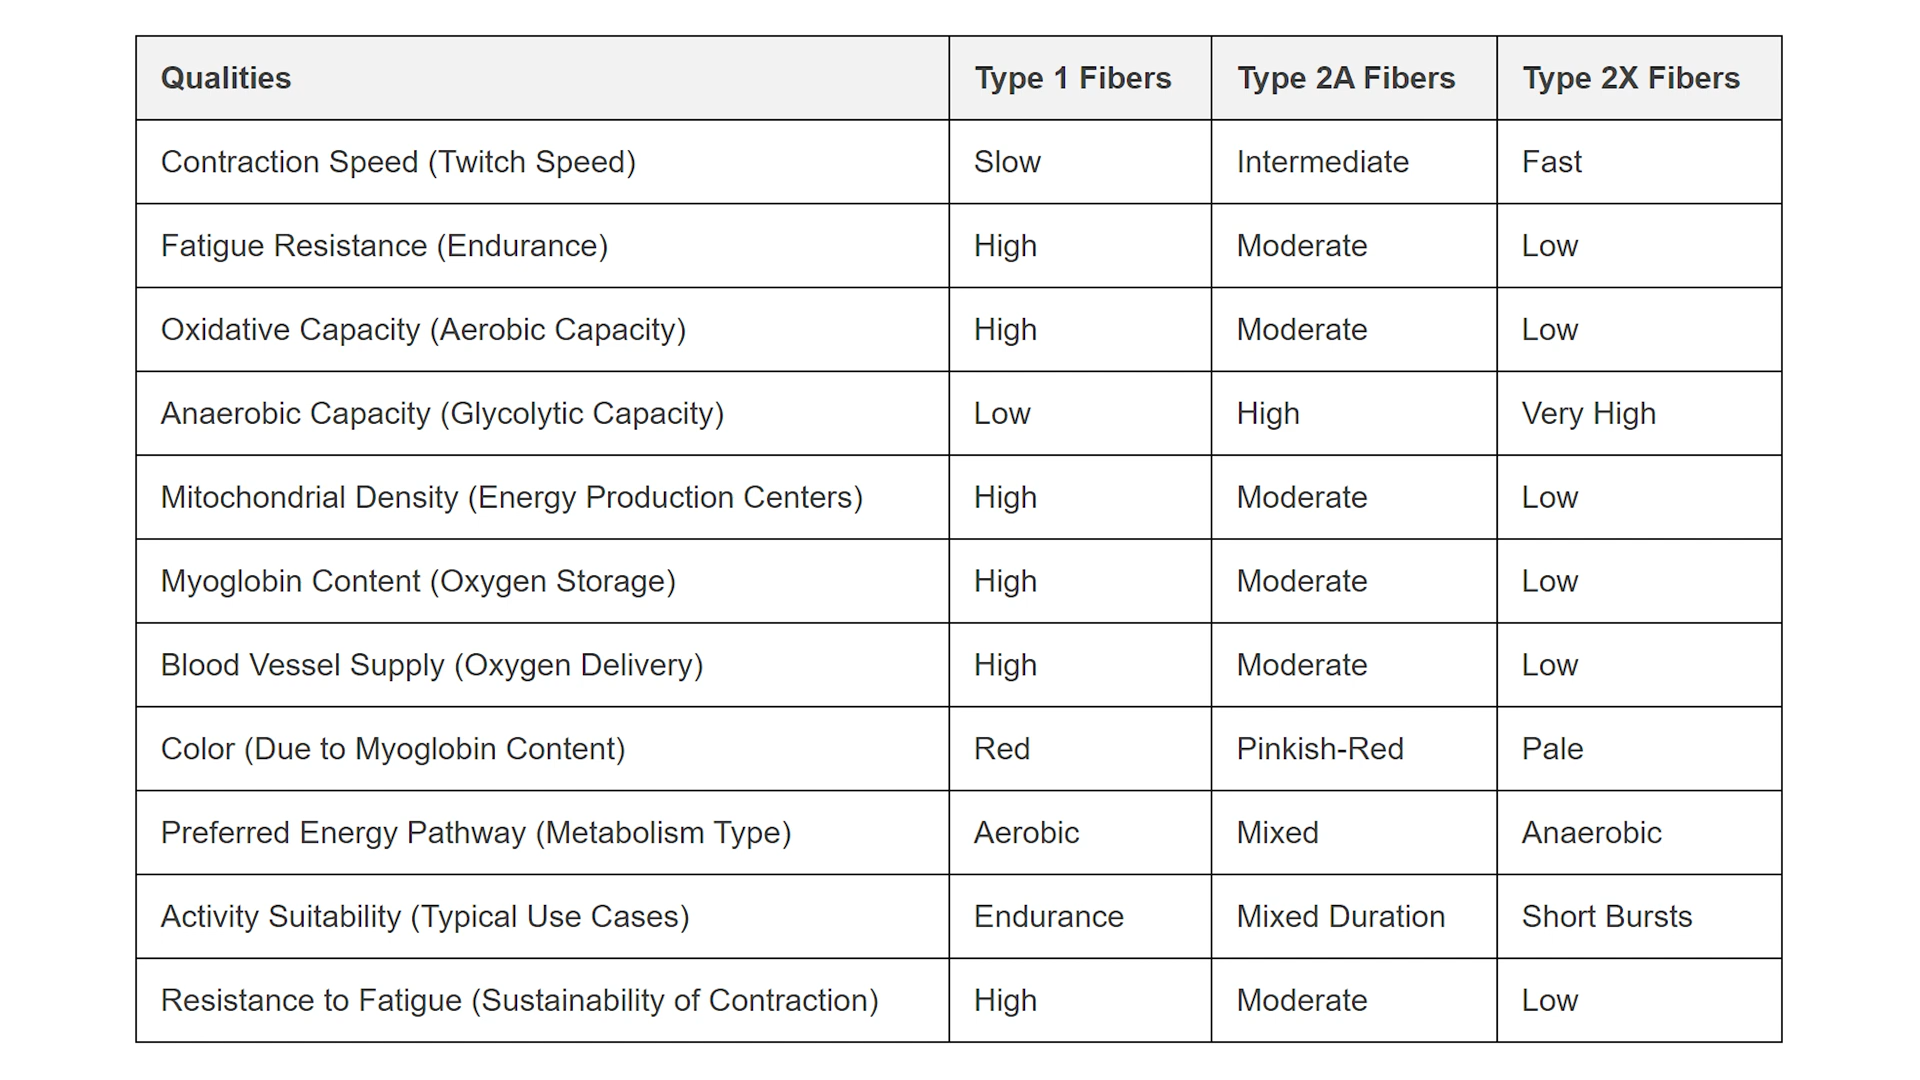 Qualities Type 1 Fibers Type 2A Fibers Type 2X Fibers
Contraction Speed (Twitch Speed) Slow Intermediate Fast
Fatigue Resistance (Endurance) High Moderate Low
Oxidative Capacity (Aerobic Capacity) High Moderate Low
Anaerobic Capacity (Glycolytic Capacity) Low High Very High
Mitochondrial Density (Energy Production Centers) High Moderate Low
Myoglobin Content (Oxygen Storage) High Moderate Low
Blood Vessel Supply (Oxygen Delivery) High Moderate Low
Color (Due to Myoglobin Content) Red Pinkish-Red Pale
Preferred Energy Pathway (Metabolism Type) Aerobic Mixed Anaerobic
Activity Suitability (Typical Use Cases) Endurance Mixed Duration Short Bursts
Resistance to Fatigue (Sustainability of Contraction) High Moderate Low